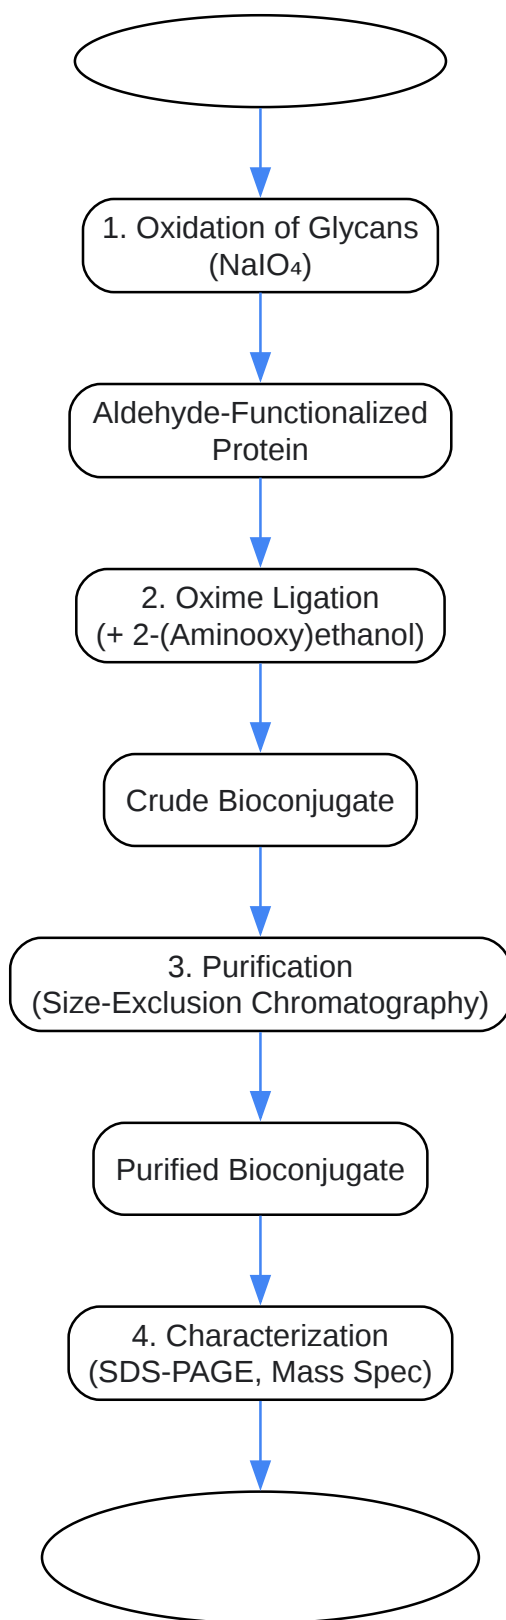 1. Oxidation of Glycans
(NaIO₄)
Aldehyde-Functionalized
Protein
2. Oxime Ligation
(+ 2-(Aminooxy)ethanol)
Crude Bioconjugate
3. Purification
(Size-Exclusion Chromatography)
Purified Bioconjugate
4. Characterization
(SDS-PAGE, Mass Spec)